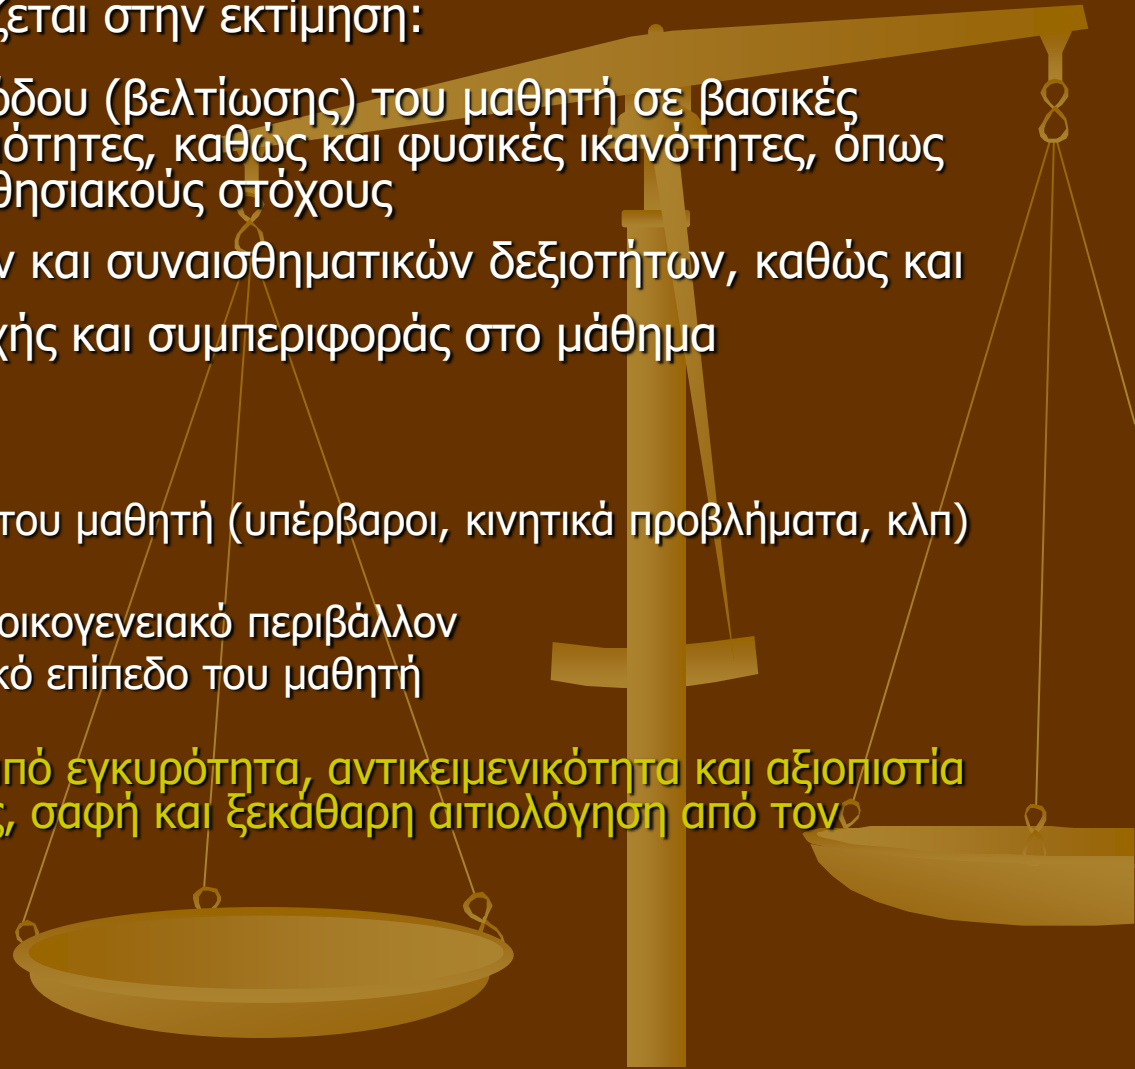 ζεται στην εκτίμηση:
όδου (βελτίωσης) του μαθητή σε βασικές
ιότητες, καθώς και φυσικές ικανότητες, όπως
θησιακούς στόχους
ν και συναισθηματικών δεξιοτήτων, καθώς και
χής και συμπεριφοράς στο μάθημα
του μαθητή (υπέρβαροι, κινητικά προβλήματα, κλπ)
οικογενειακό περιβάλλον
κό επίπεδο του μαθητή
πό εγκυρότητα, αντικειμενικότητα και αξιοπιστία
ς, σαφή και ξεκάθαρη αιτιολόγηση από τον